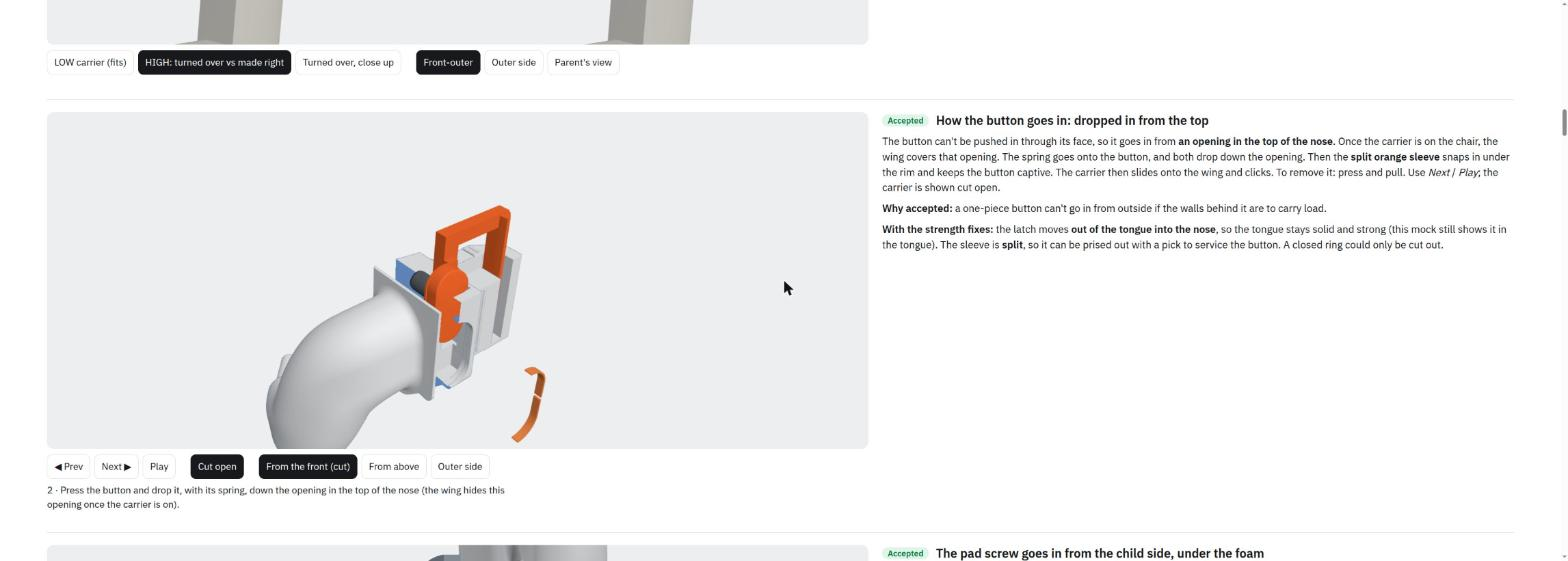 LOW carrier (fits) HIGH: turned over vs made right Turned over, close up Front-outer Outer side Parent's view
Accepted How the button goes in: dropped in from the top
The button can't be pushed in through its face, so it goes in from an opening in the top of the nose. Once the carrier is on the chair, the
wing covers that opening. The spring goes onto the button, and both drop down the opening. Then the split orange sleeve snaps in under
the rim and keeps the button captive. The carrier then slides onto the wing and clicks. To remove it: press and pull. Use Next / Play; the
carrier is shown cut open.
Why accepted: a one-piece button can't go in from outside if the walls behind it are to carry load.
With the strength fixes: the latch moves out of the tongue into the nose, so the tongue stays solid and strong (this mock still shows it in
the tongue). The sleeve is split, so it can be prised out with a pick to service the button. A closed ring could only be cut out.
◀ Prev Next ▶ Play Cut open From the front (cut) From above Outer side
2 · Press the button and drop it, with its spring, down the opening in the top of the nose (the wing hides this
opening once the carrier is on).
Accepted The pad screw goes in from the child side, under the foam